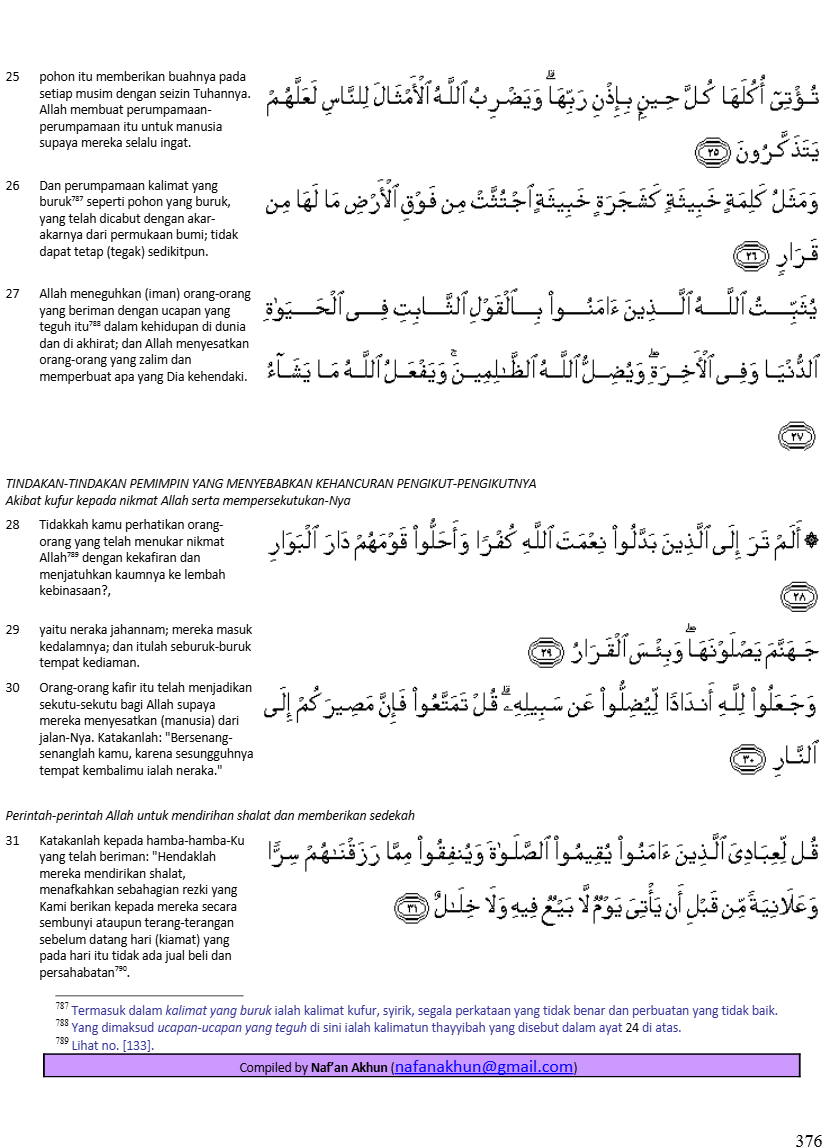 25 pohon itu memberikan buahnya pada
setiap musim dengan seizin Tuhannya.
Allah membuat perumpamaan-
perumpamaan itu untuk manusia
supaya mereka selalu ingat.
تُؤْتِىٓ أُكُلَهَا كُلَّ حِينٍۭ بِإِذْنِ رَبِّهَا ۗ وَيَضْرِبُ ٱللَّهُ ٱلْأَمْثَالَ لِلنَّاسِ لَعَلَّهُمْ
يَتَذَكَّرُونَ ٢٥
26 Dan perumpamaan kalimat yang
buruk787 seperti pohon yang buruk,
yang telah dicabut dengan akar-
akarnya dari permukaan bumi; tidak
dapat tetap (tegak) sedikitpun.
وَمَثَلُ كَلِمَةٍ خَبِيثَةٍ كَشَجَرَةٍ خَبِيثَةٍ ٱجْتُثَّتْ مِن فَوْقِ ٱلْأَرْضِ مَا لَهَا مِن
قَرَارٍ ٢٦
27 Allah meneguhkan (iman) orang-orang
yang beriman dengan ucapan yang
teguh itu788 dalam kehidupan di dunia
dan di akhirat; dan Allah menyesatkan
orang-orang yang zalim dan
memperbuat apa yang Dia kehendaki.
يُثَبِّتُ ٱللَّهُ ٱلَّذِينَ ءَامَنُوا۟ بِٱلْقَوْلِ ٱلثَّابِتِ فِى ٱلْحَيَوٰةِ
ٱلدُّنْيَا وَفِى ٱلْأَخِرَةِ ۖ وَيُضِلُّ ٱللَّهُ ٱلظَّـٰلِمِينَ ۚ وَيَفْعَلُ ٱللَّهُ مَا يَشَآءُ
٢٧
TINDAKAN-TINDAKAN PEMIMPIN YANG MENYEBABKAN KEHANCURAN PENGIKUT-PENGIKUTNYA
Akibat kufur kepada nikmat Allah serta mempersekutukan-Nya
28 Tidakkah kamu perhatikan orang-
orang yang telah menukar nikmat
Allah789 dengan kekafiran dan
menjatuhkan kaumnya ke lembah
kebinasaan?,
۞ أَلَمْ تَرَ إِلَى ٱلَّذِينَ بَدَّلُوا۟ نِعْمَتَ ٱللَّهِ كُفْرًا وَأَحَلُّوا۟ قَوْمَهُمْ دَارَ ٱلْبَوَارِ
٢٨
29 yaitu neraka jahannam; mereka masuk
kedalamnya; dan itulah seburuk-buruk
tempat kediaman.
جَهَنَّمَ يَصْلَوْنَهَا ۖ وَبِئْسَ ٱلْقَرَارُ ٢٩
30 Orang-orang kafir itu telah menjadikan
sekutu-sekutu bagi Allah supaya
mereka menyesatkan (manusia) dari
jalan-Nya. Katakanlah: "Bersenang-
senanglah kamu, karena sesungguhnya
tempat kembalimu ialah neraka."
وَجَعَلُوا۟ لِلَّهِ أَندَادًا لِّيُضِلُّوا۟ عَن سَبِيلِهِۦ ۗ قُلْ تَمَتَّعُوا۟ فَإِنَّ مَصِيرَكُمْ إِلَى
ٱلنَّارِ ٣٠
Perintah-perintah Allah untuk mendirihan shalat dan memberikan sedekah
31 Katakanlah kepada hamba-hamba-Ku
yang telah beriman: "Hendaklah
mereka mendirikan shalat,
menafkahkan sebahagian rezki yang
Kami berikan kepada mereka secara
sembunyi ataupun terang-terangan
sebelum datang hari (kiamat) yang
pada hari itu tidak ada jual beli dan
persahabatan790.
قُل لِّعِبَادِىَ ٱلَّذِينَ ءَامَنُوا۟ يُقِيمُوا۟ ٱلصَّلَوٰةَ وَيُنفِقُوا۟ مِمَّا رَزَقْنَـٰهُمْ سِرًّا
وَعَلَانِيَةً مِّن قَبْلِ أَن يَأْتِىَ يَوْمٌ لَّا بَيْعٌ فِيهِ وَلَا خِلَـٰلٌ ٣١
787 Termasuk dalam kalimat yang buruk ialah kalimat kufur, syirik, segala perkataan yang tidak benar dan perbuatan yang tidak baik.
788 Yang dimaksud ucapan-ucapan yang teguh di sini ialah kalimatun thayyibah yang disebut dalam ayat 24 di atas.
789 Lihat no. [133].
Compiled by Naf'an Akhun (nafanakhun@gmail.com)
376